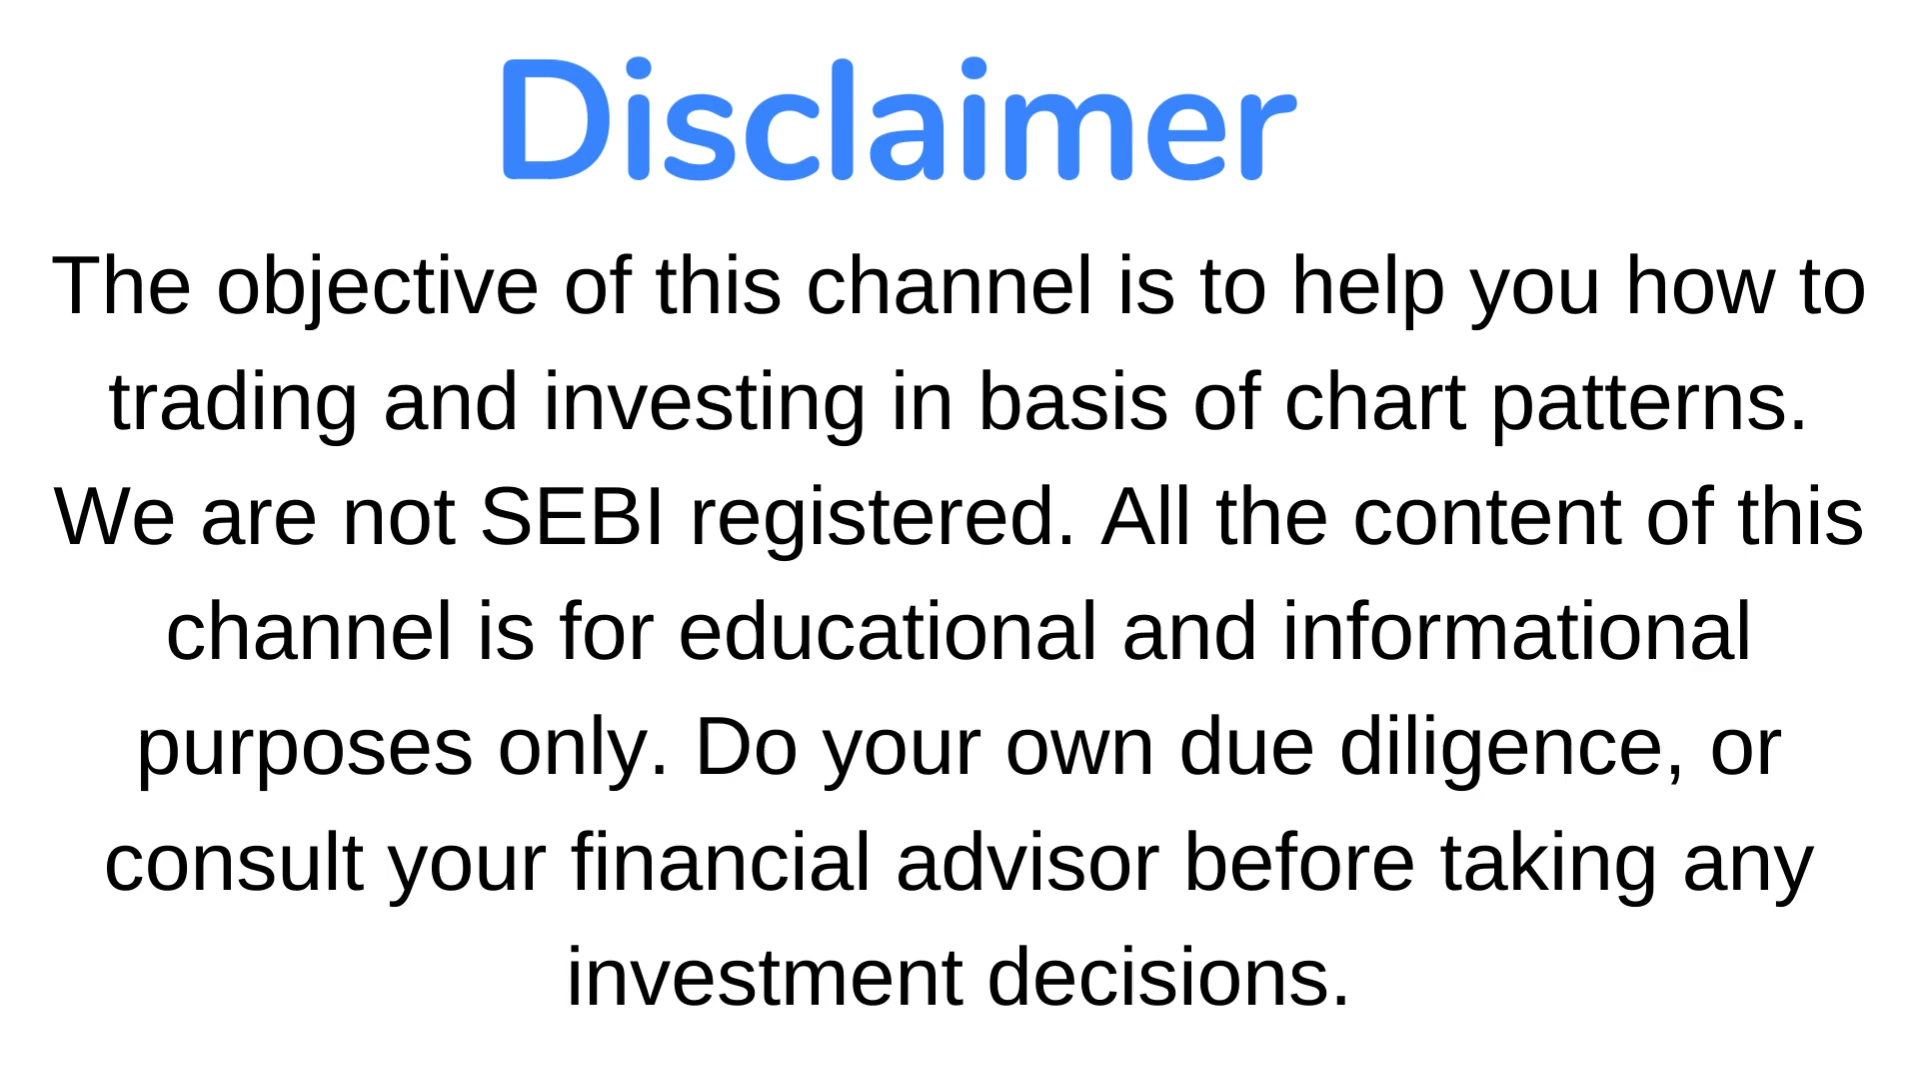 Disclaimer
The objective of this channel is to help you how to
trading and investing in basis of chart patterns.
We are not SEBI registered. All the content of this
channel is for educational and informational
purposes only. Do your own due diligence, or
consult your financial advisor before taking any
investment decisions.